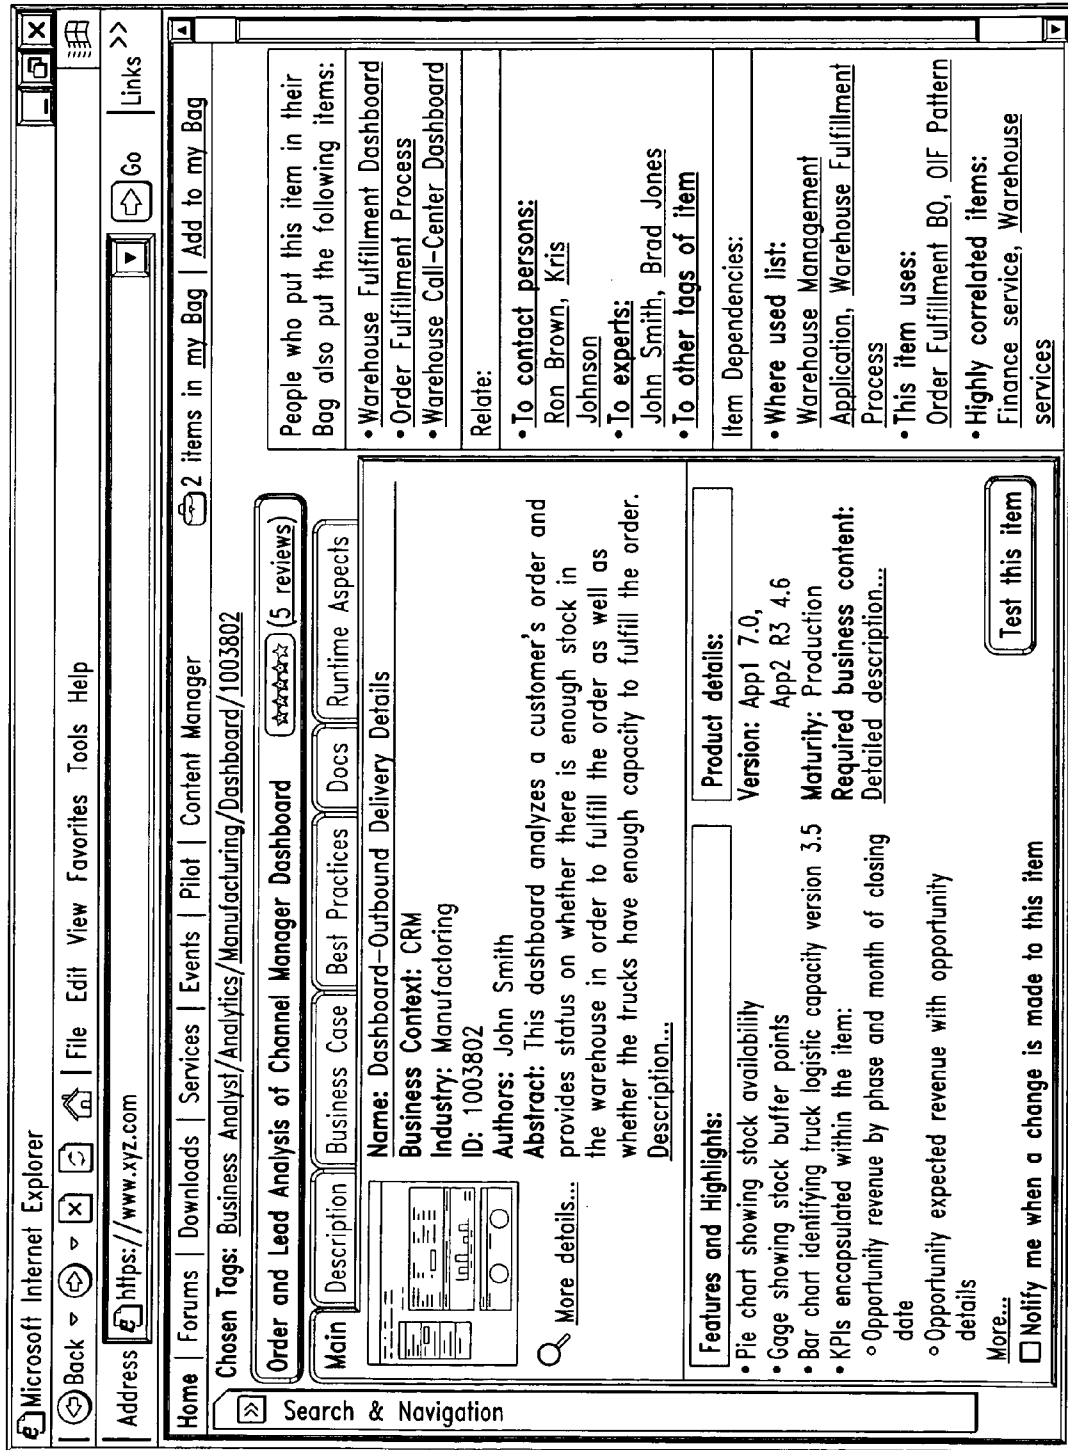 Microsoft Internet Explorer
Back File Edit View Favorites Tools Help
Address https://www.xyz.com Go Links >>
Home | Forums | Downloads | Services | Events | Pilot | Content Manager 2 items in my Bag | Add to my Bag
Search & Navigation
Chosen Tags: Business Analyst/Analytics/Manufacturing/Dashboard/1003802
Order and Lead Analysis of Channel Manager Dashboard ☆☆☆☆☆ (5 reviews)
Main Description Business Case Best Practices Docs Runtime Aspects
More details...
Name: Dashboard-Outbound Delivery Details
Business Context: CRM
Industry: Manufactoring
ID: 1003802
Authors: John Smith
Abstract: This dashboard analyzes a customer's order and
provides status on whether there is enough stock in
the warehouse in order to fulfill the order as well as
whether the trucks have enough capacity to fulfill the order.
Description...
Features and Highlights:
• Pie chart showing stock availability
• Gage showing stock buffer points
• Bar chart identifying truck logistic capacity version 3.5
• KPIs encapsulated within the item:
○ Opportunity revenue by phase and month of closing
date
○ Opportunity expected revenue with opportunity
details
More...
Notify me when a change is made to this item
Product details:
Version: App1 7.0,
App2 R3 4.6
Maturity: Production
Required business content:
Detailed description...
Test this item
People who put this item in their
Bag also put the following items:
• Warehouse Fulfillment Dashboard
• Order Fulfillment Process
• Warehouse Call-Center Dashboard
Relate:
• To contact persons:
Ron Brown, Kris
Johnson
• To experts:
John Smith, Brad Jones
• To other tags of item
Item Dependencies:
• Where used list:
Warehouse Management
Application, Warehouse Fulfillment
Process
• This item uses:
Order Fulfillment BO, OIF Pattern
• Highly correlated items:
Finance service, Warehouse
services